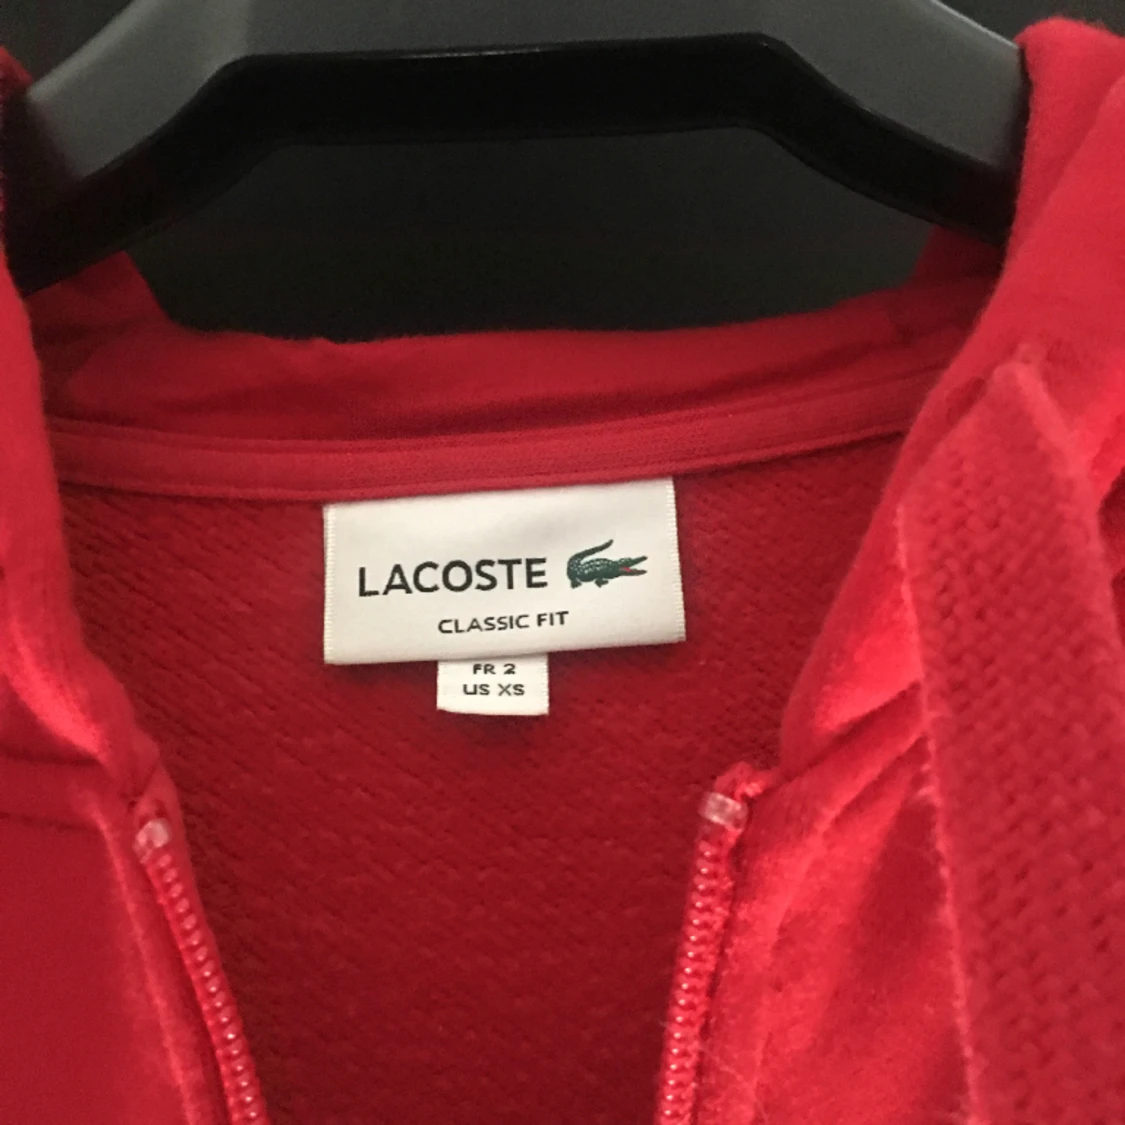 LACOSTE
CLASSIC FIT
FR 2
US XS